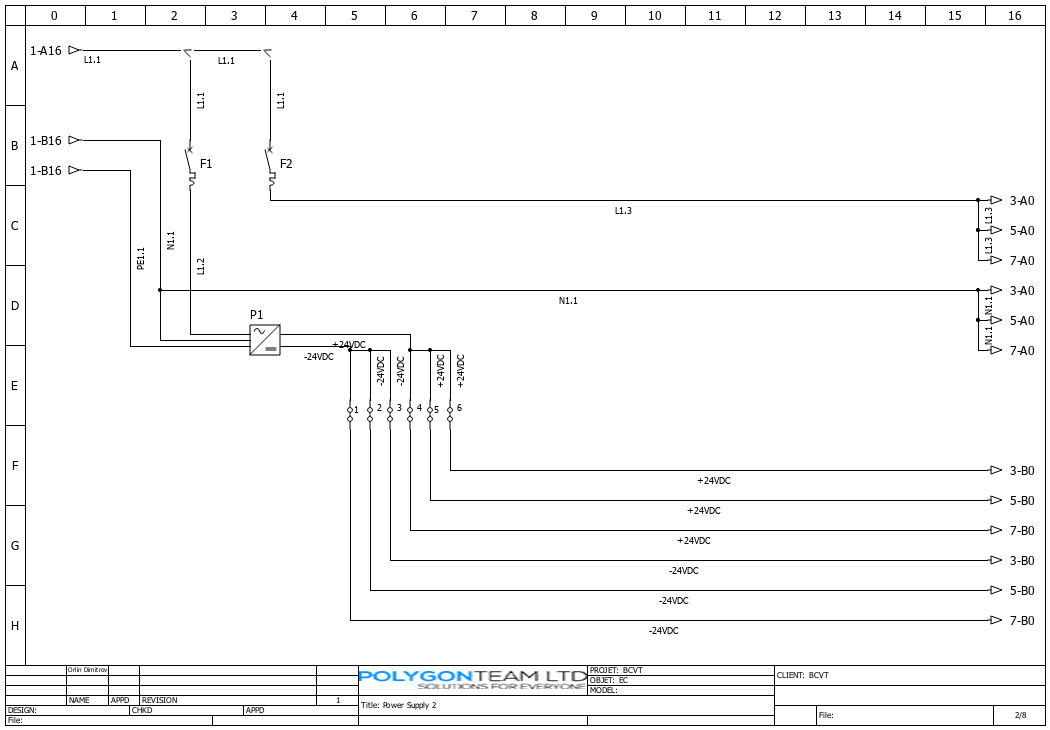 0 1 2 3 4 5 6 7 8 9 10 11 12 13 14 15 16
A
1-A16
L1.1
L1.1
L1.1
L1.1
B
1-B16
1-B16
F1
F2
C
L1.3
3-A0
L1.3
5-A0
L1.3
7-A0
PE1.1
N1.1
L1.2
D
N1.1
3-A0
N1.1
5-A0
N1.1
7-A0
P1
+24VDC
-24VDC
E
-24VDC
-24VDC
+24VDC
+24VDC
1 2 3 4 5 6
F
+24VDC
3-B0
+24VDC
5-B0
G
+24VDC
7-B0
-24VDC
3-B0
H
-24VDC
5-B0
-24VDC
7-B0
Orlin Dimitrov
NAME APPD REVISION 1
DESIGN: CHKD APPD
File:
POLYGONTEAM LTD
SOLUTIONS FOR EVERYONE
Title: Power Supply 2
PROJET: BCVT
OBJET: EC
MODEL:
CLIENT: BCVT
File: 2/8